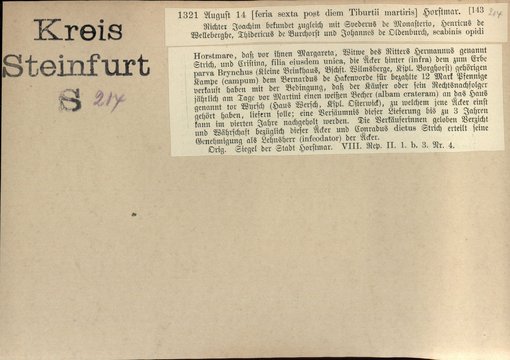 Kreis
Steinfurt
S 214
1321 August 14 [feria sexta post diem Tiburtii martiris] Horstmar. [143
Richter Joachim bekundet zugleich mit Svederus de Monasterio, Henricus de
Welleberghe, Thidericus de Burchorst und Johannes de Oldenburch, scabinis opidi
Horstmare, daß vor ihnen Margareta, Witwe des Ritters Hermannus genannt
Strich, und Cristina, filia eiusdem unica, die Äcker hinter (infra) dem zum Erbe
parva Brynchus (Kleine Brinkhaus, Bschft. Wilmsberge, Kspl. Borghorst) gehörigen
Kampe (campum) dem Bernardus de Hakenvorde für bezahlte 12 Mark Pfennige
verkauft haben mit der Bedingung, daß der Käufer oder sein Rechtsnachfolger
jährlich am Tage vor Martini einen weißen Becher (albam crateram) an das Haus
genannt tor Wersch (Haus Wersch, Kspl. Osterwick), zu welchem jene Äcker einst
gehört haben, liefern solle; eine Versäumnis dieser Lieferung bis zu 3 Jahren
kann im vierten Jahre nachgeholt werden. Die Verkäuferinnen geloben Verzicht
und Währschaft bezüglich dieser Äcker und Conradus dictus Strich erteilt seine
Genehmigung als Lehnsherr (infeodator) der Äcker.
Orig. Siegel der Stadt Horstmar. VIII. Rep. II. 1. b. 3. Nr. 4.